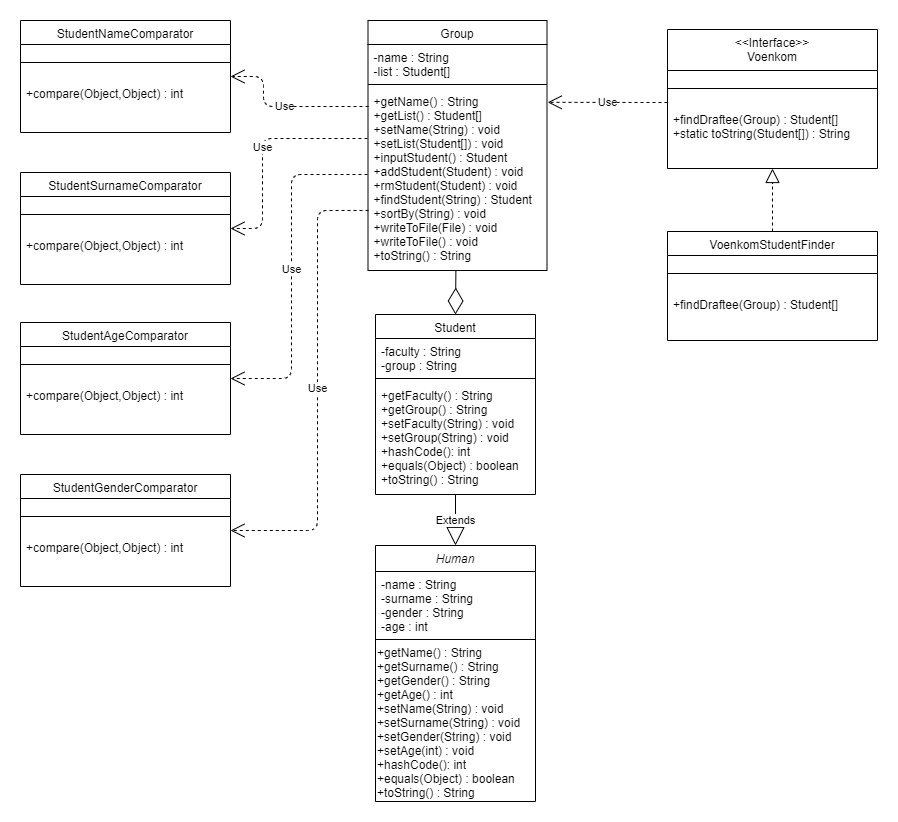 StudentNameComparator
+compare(Object,Object) : int
StudentSurnameComparator
+compare(Object,Object) : int
StudentAgeComparator
+compare(Object,Object) : int
StudentGenderComparator
+compare(Object,Object) : int
Use
Use
Use
Use
Group
-name : String
-list : Student[]
+getName() : String
+getList() : Student[]
+setName(String) : void
+setList(Student[]) : void
+inputStudent() : Student
+addStudent(Student) : void
+rmStudent(Student) : void
+findStudent(String) : Student
+sortBy(String) : void
+writeToFile(File) : void
+writeToFile() : void
+toString() : String
Student
-faculty : String
-group : String
+getFaculty() : String
+getGroup() : String
+setFaculty(String) : void
+setGroup(String) : void
+hashCode(): int
+equals(Object) : boolean
+toString() : String
Extends
Human
-name : String
-surname : String
-gender : String
-age : int
+getName() : String
+getSurname() : String
+getGender() : String
+getAge() : int
+setName(String) : void
+setSurname(String) : void
+setGender(String) : void
+setAge(int) : void
+hashCode(): int
+equals(Object) : boolean
+toString() : String
Use
<<Interface>>
Voenkom
+findDraftee(Group) : Student[]
+static toString(Student[]) : String
VoenkomStudentFinder
+findDraftee(Group) : Student[]